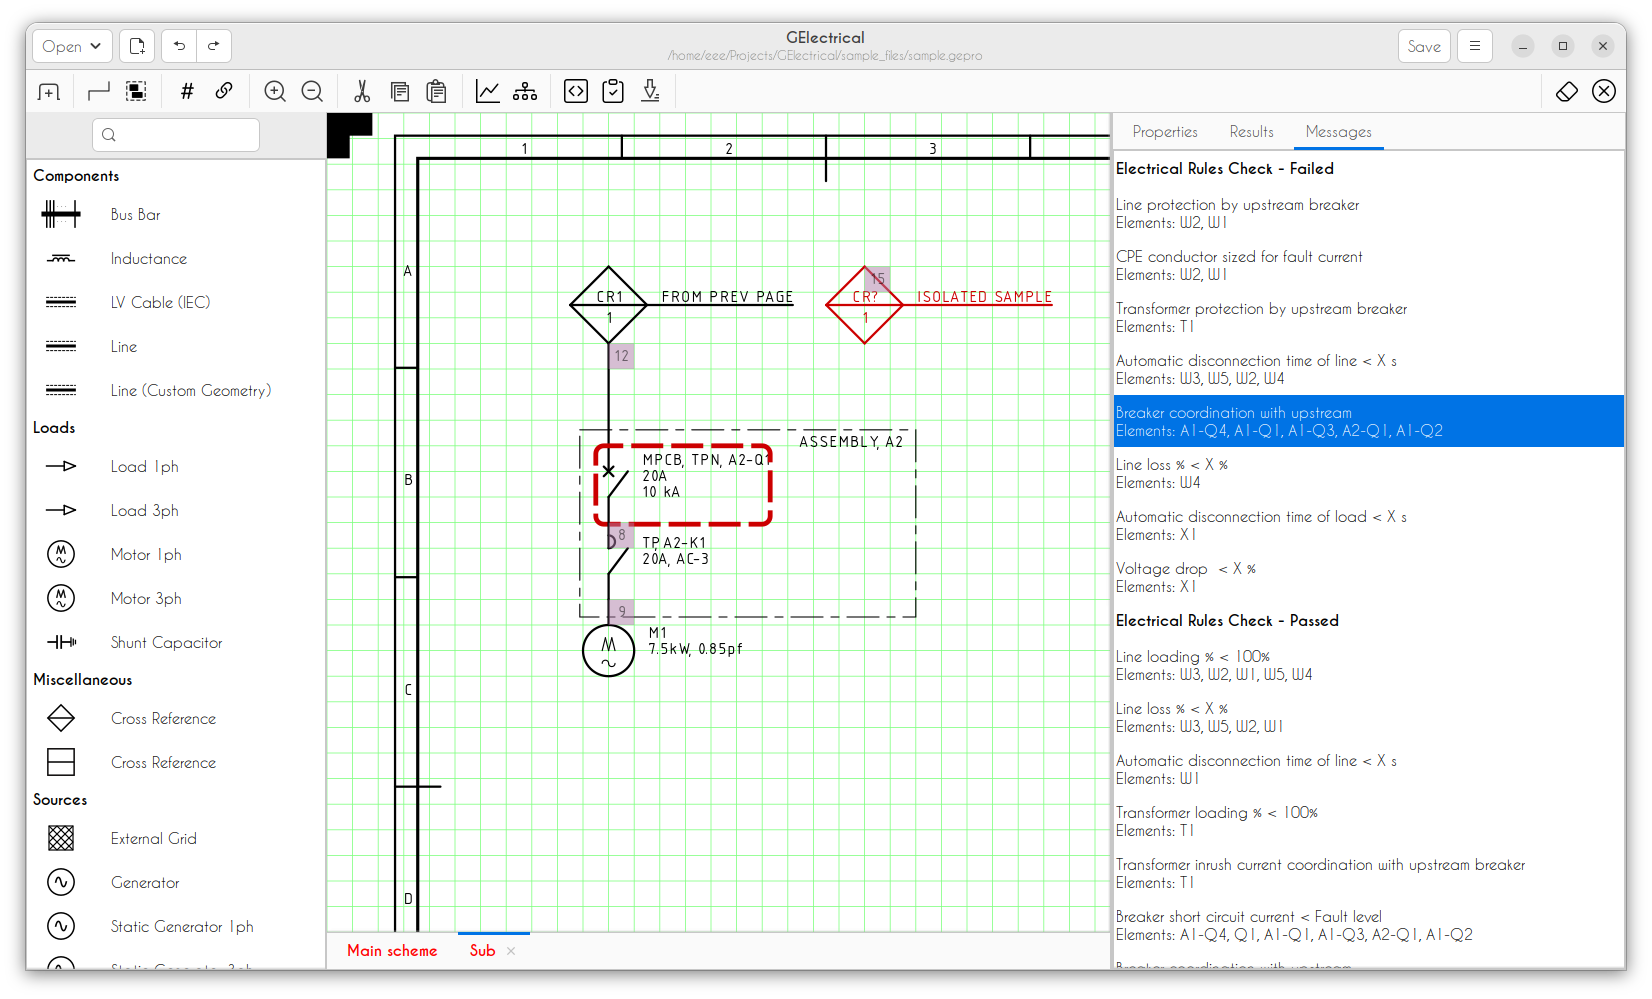 Open
GElectrical
/home/eee/Projects/GElectrical/sample_files/sample.gepro
Save
Components
Bus Bar
Inductance
LV Cable (IEC)
Line
Line (Custom Geometry)
Loads
Load 1ph
Load 3ph
Motor 1ph
Motor 3ph
Shunt Capacitor
Miscellaneous
Cross Reference
Cross Reference
Sources
External Grid
Generator
Static Generator 1ph
Static Generator 3ph
1 2 3
A
B
C
D
CR1
1
FROM PREV PAGE
15
CR?
1
ISOLATED SAMPLE
12
ASSEMBLY, A2
MPCB, TPN, A2-Q1
20A
10 kA
8
TP,A2-K1
20A, AC-3
9
M
M1
7.5kW, 0.85pf
Main scheme
Sub
Properties Results Messages
Electrical Rules Check - Failed
Line protection by upstream breaker
Elements: W2, W1
CPE conductor sized for fault current
Elements: W2, W1
Transformer protection by upstream breaker
Elements: T1
Automatic disconnection time of line < X s
Elements: W3, W5, W2, W4
Breaker coordination with upstream
Elements: A1-Q4, A1-Q1, A1-Q3, A2-Q1, A1-Q2
Line loss % < X %
Elements: W4
Automatic disconnection time of load < X s
Elements: X1
Voltage drop < X %
Elements: X1
Electrical Rules Check - Passed
Line loading % < 100%
Elements: W3, W2, W1, W5, W4
Line loss % < X %
Elements: W3, W5, W2, W1
Automatic disconnection time of line < X s
Elements: W1
Transformer loading % < 100%
Elements: T1
Transformer inrush current coordination with upstream breaker
Elements: T1
Breaker short circuit current < Fault level
Elements: A1-Q4, Q1, A1-Q1, A1-Q3, A2-Q1, A1-Q2
Breaker coordination with upstream